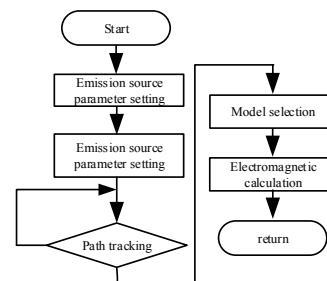 Start
Emission source
parameter setting
Emission source
parameter setting
Path tracking
Model selection
Electromagnetic
calculation
return